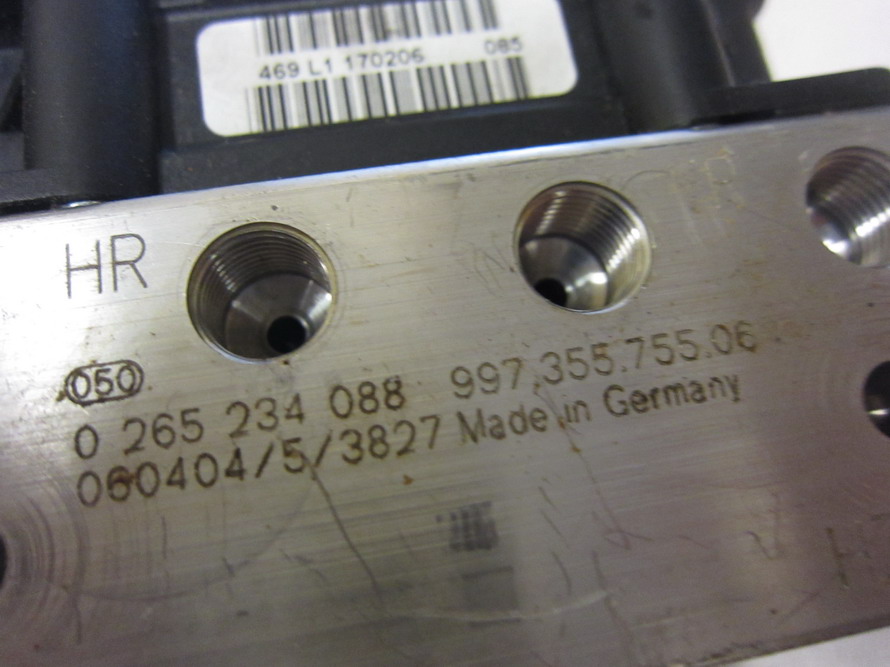 469 L1 170206 085
HR
050
0 265 234 088 997.355.755.06
060404/5/3827 Made in Germany